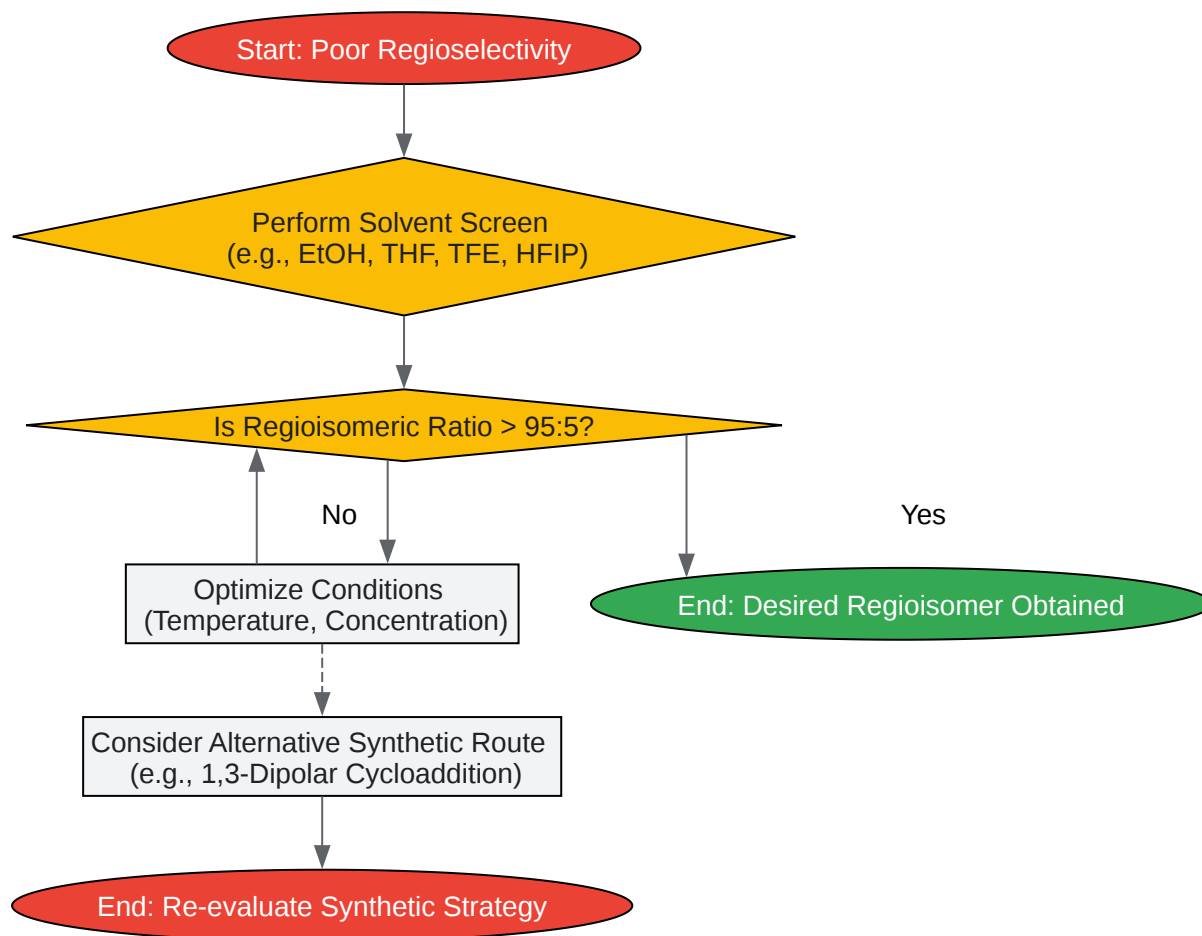 Start: Poor Regioselectivity
Perform Solvent Screen
(e.g., EtOH, THF, TFE, HFIP)
Is Regioisomeric Ratio > 95:5?
No
Yes
Optimize Conditions
(Temperature, Concentration)
End: Desired Regioisomer Obtained
Consider Alternative Synthetic Route
(e.g., 1,3-Dipolar Cycloaddition)
End: Re-evaluate Synthetic Strategy